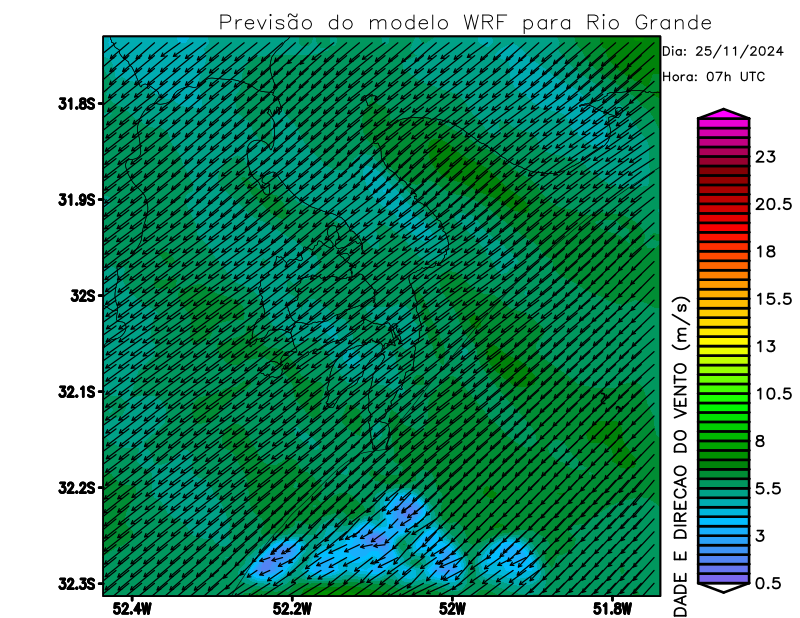 Previsão do modelo WRF para Rio Grande
Dia: 25/11/2024
Hora: 07h UTC
31.8S
31.9S
32S
32.1S
32.2S
32.3S
52.4W
52.2W
52W
51.8W
23
20.5
18
15.5
13
10.5
8
5.5
3
0.5
DADE E DIRECAO DO VENTO (m/s)